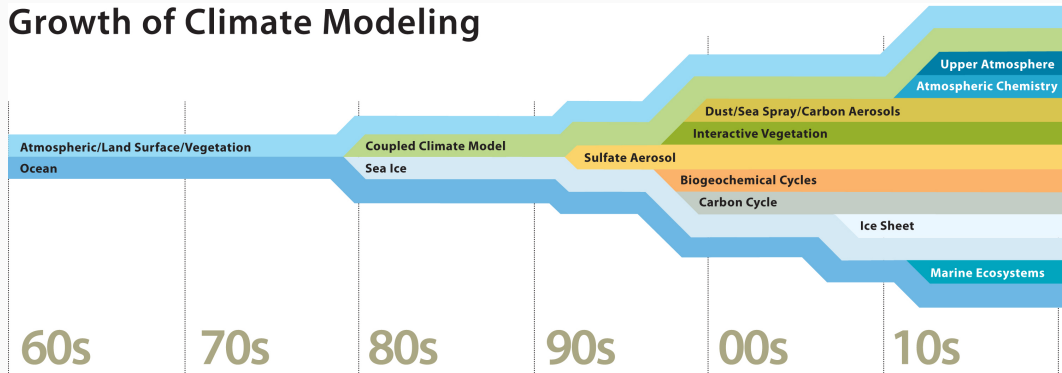 Growth of Climate Modeling
Upper Atmosphere
Atmospheric Chemistry
Dust/Sea Spray/Carbon Aerosols
Interactive Vegetation
Atmospheric/Land Surface/Vegetation
Coupled Climate Model
Sulfate Aerosol
Ocean
Sea Ice
Biogeochemical Cycles
Carbon Cycle
Ice Sheet
Marine Ecosystems
60s
70s
80s
90s
00s
10s